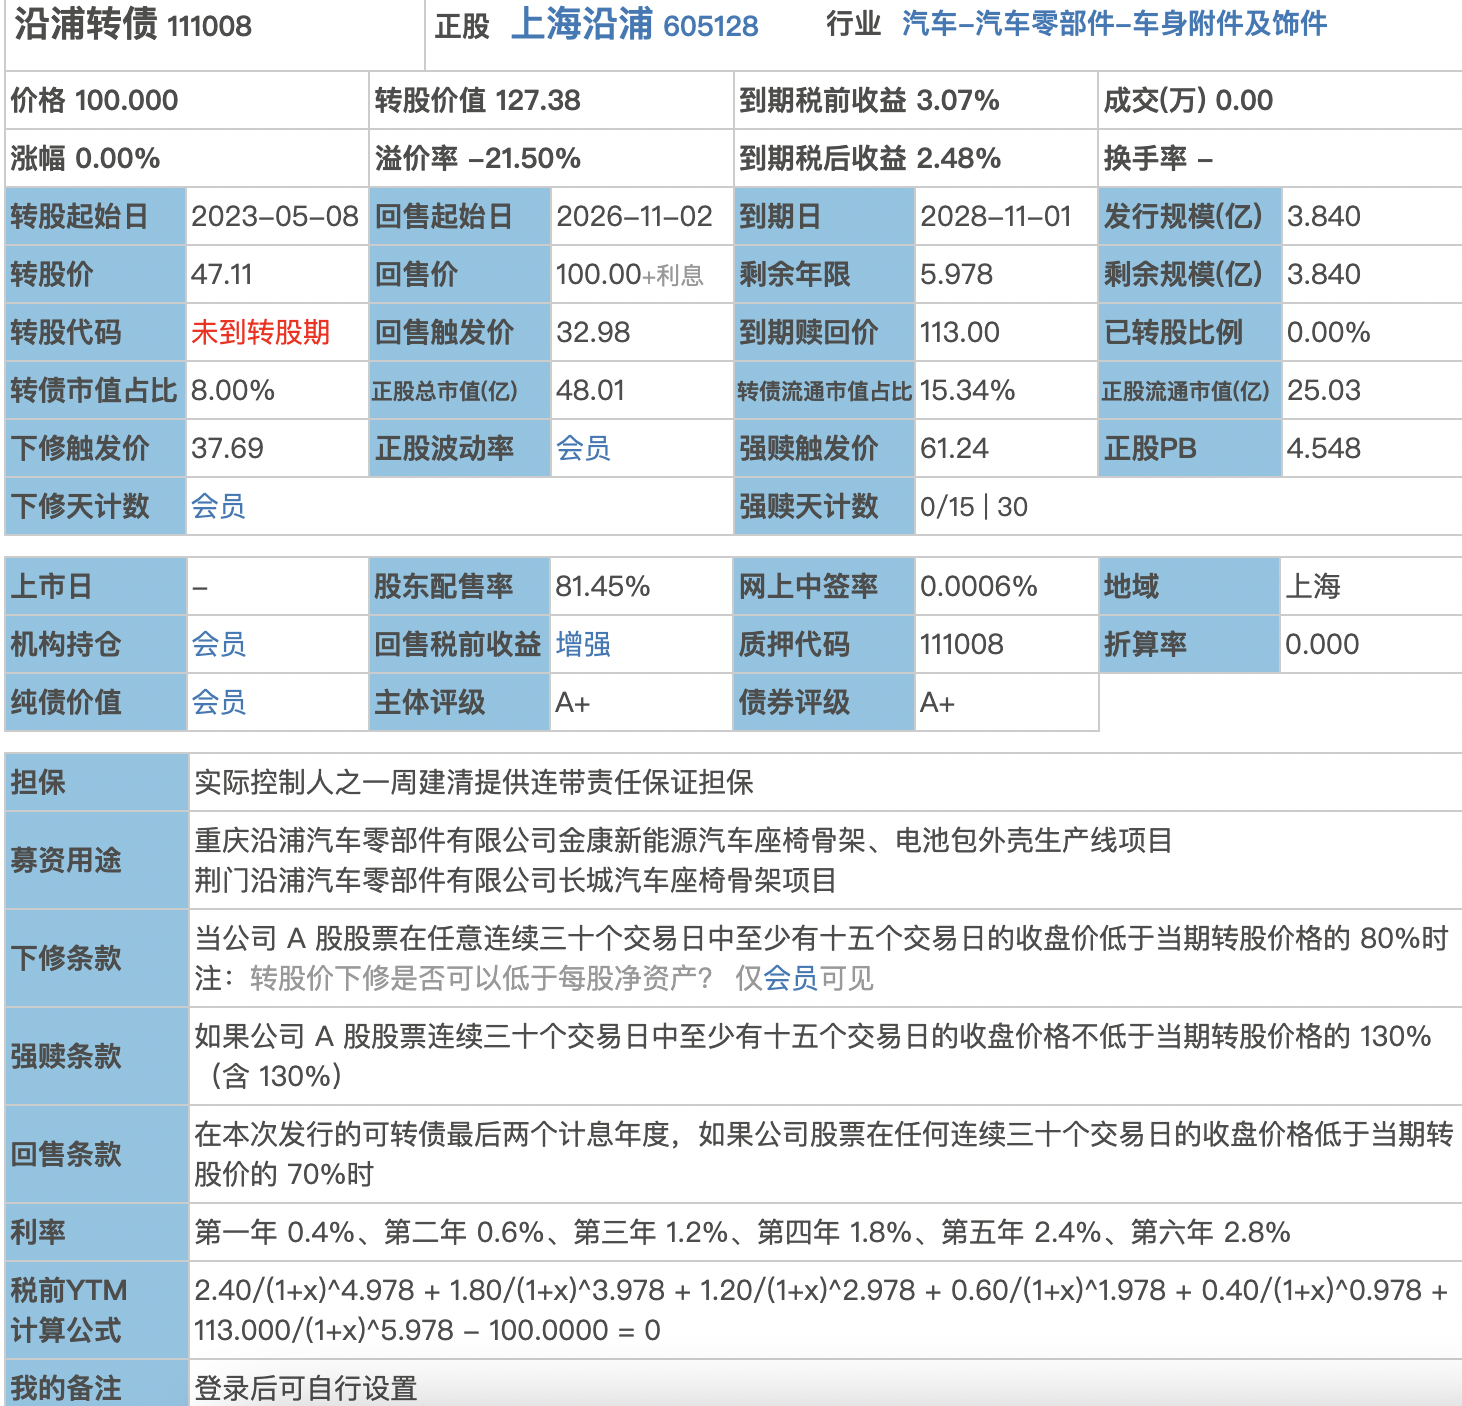 沿浦转债 111008 正股 上海沿浦 605128 行业 汽车-汽车零部件-车身附件及饰件
价格 100.000 转股价值 127.38 到期税前收益 3.07% 成交(万) 0.00
涨幅 0.00% 溢价率 -21.50% 到期税后收益 2.48% 换手率 -
转股起始日 2023-05-08 回售起始日 2026-11-02 到期日 2028-11-01 发行规模(亿) 3.840
转股价 47.11 回售价 100.00+利息 剩余年限 5.978 剩余规模(亿) 3.840
转股代码 未到转股期 回售触发价 32.98 到期赎回价 113.00 已转股比例 0.00%
转债市值占比 8.00% 正股总市值(亿) 48.01 转债流通市值占比 15.34% 正股流通市值(亿) 25.03
下修触发价 37.69 正股波动率 会员 强赎触发价 61.24 正股PB 4.548
下修天计数 会员 强赎天计数 0/15 | 30
上市日 - 股东配售率 81.45% 网上中签率 0.0006% 地域 上海
机构持仓 会员 回售税前收益 增强 质押代码 111008 折算率 0.000
纯债价值 会员 主体评级 A+ 债券评级 A+
担保 实际控制人之一周建清提供连带责任保证担保
募资用途 重庆沿浦汽车零部件有限公司金康新能源汽车座椅骨架、电池包外壳生产线项目
荆门沿浦汽车零部件有限公司长城汽车座椅骨架项目
下修条款 当公司 A 股股票在任意连续三十个交易日中至少有十五个交易日的收盘价低于当期转股价格的 80%时
注：转股价下修是否可以低于每股净资产？ 仅会员可见
强赎条款 如果公司 A 股股票连续三十个交易日中至少有十五个交易日的收盘价格不低于当期转股价格的 130%
（含 130%）
回售条款 在本次发行的可转债最后两个计息年度，如果公司股票在任何连续三十个交易日的收盘价格低于当期转
股价的 70%时
利率 第一年 0.4%、第二年 0.6%、第三年 1.2%、第四年 1.8%、第五年 2.4%、第六年 2.8%
税前YTM 2.40/(1+x)^4.978 + 1.80/(1+x)^3.978 + 1.20/(1+x)^2.978 + 0.60/(1+x)^1.978 + 0.40/(1+x)^0.978 +
计算公式 113.000/(1+x)^5.978 - 100.0000 = 0
我的备注 登录后可自行设置